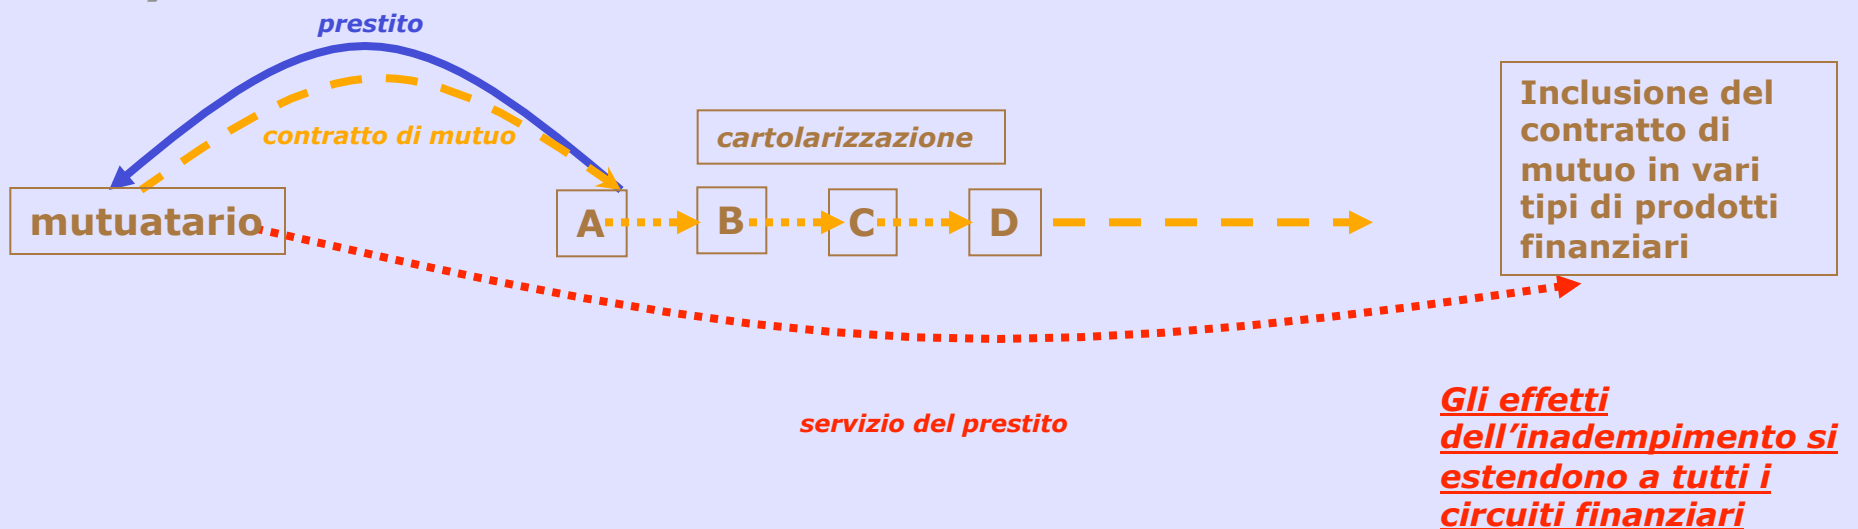 prestito
contratto di mutuo
cartolarizzazione
mutuatario
A
B
C
D
Inclusione del
contratto di
mutuo in vari
tipi di prodotti
finanziari
servizio del prestito
Gli effetti
dell’inadempimento si
estendono a tutti i
circuiti finanziari